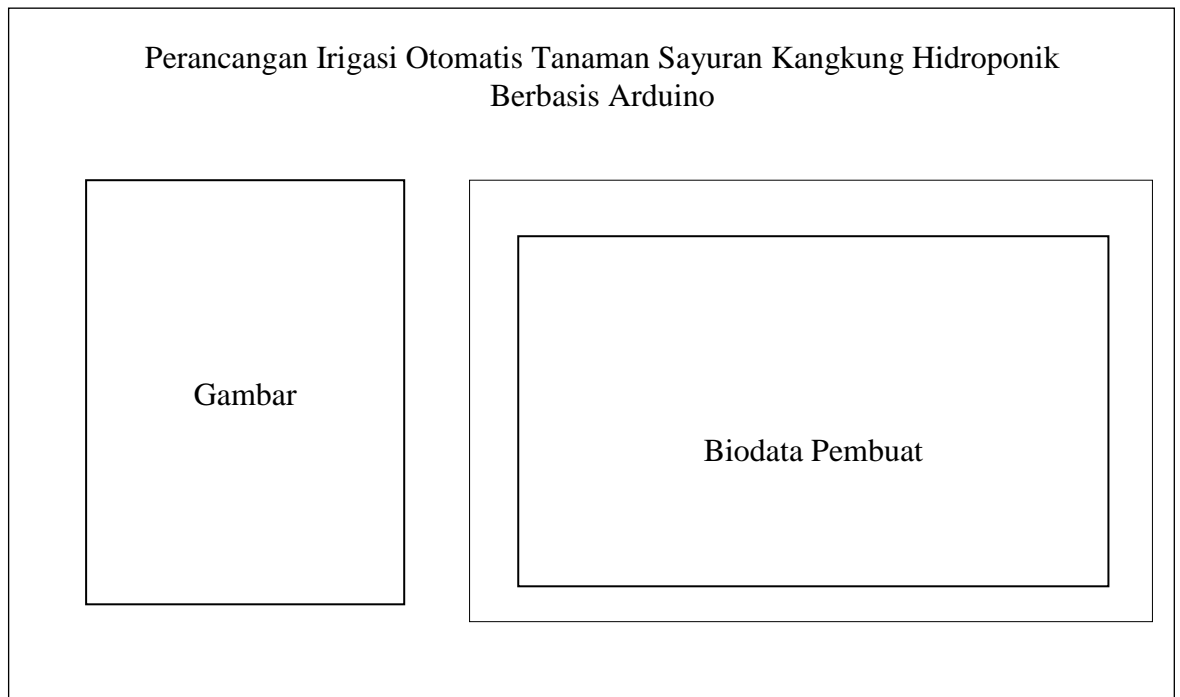 Perancangan Irigasi Otomatis Tanaman Sayuran Kangkung Hidroponik
Berbasis Arduino
Gambar
Biodata Pembuat